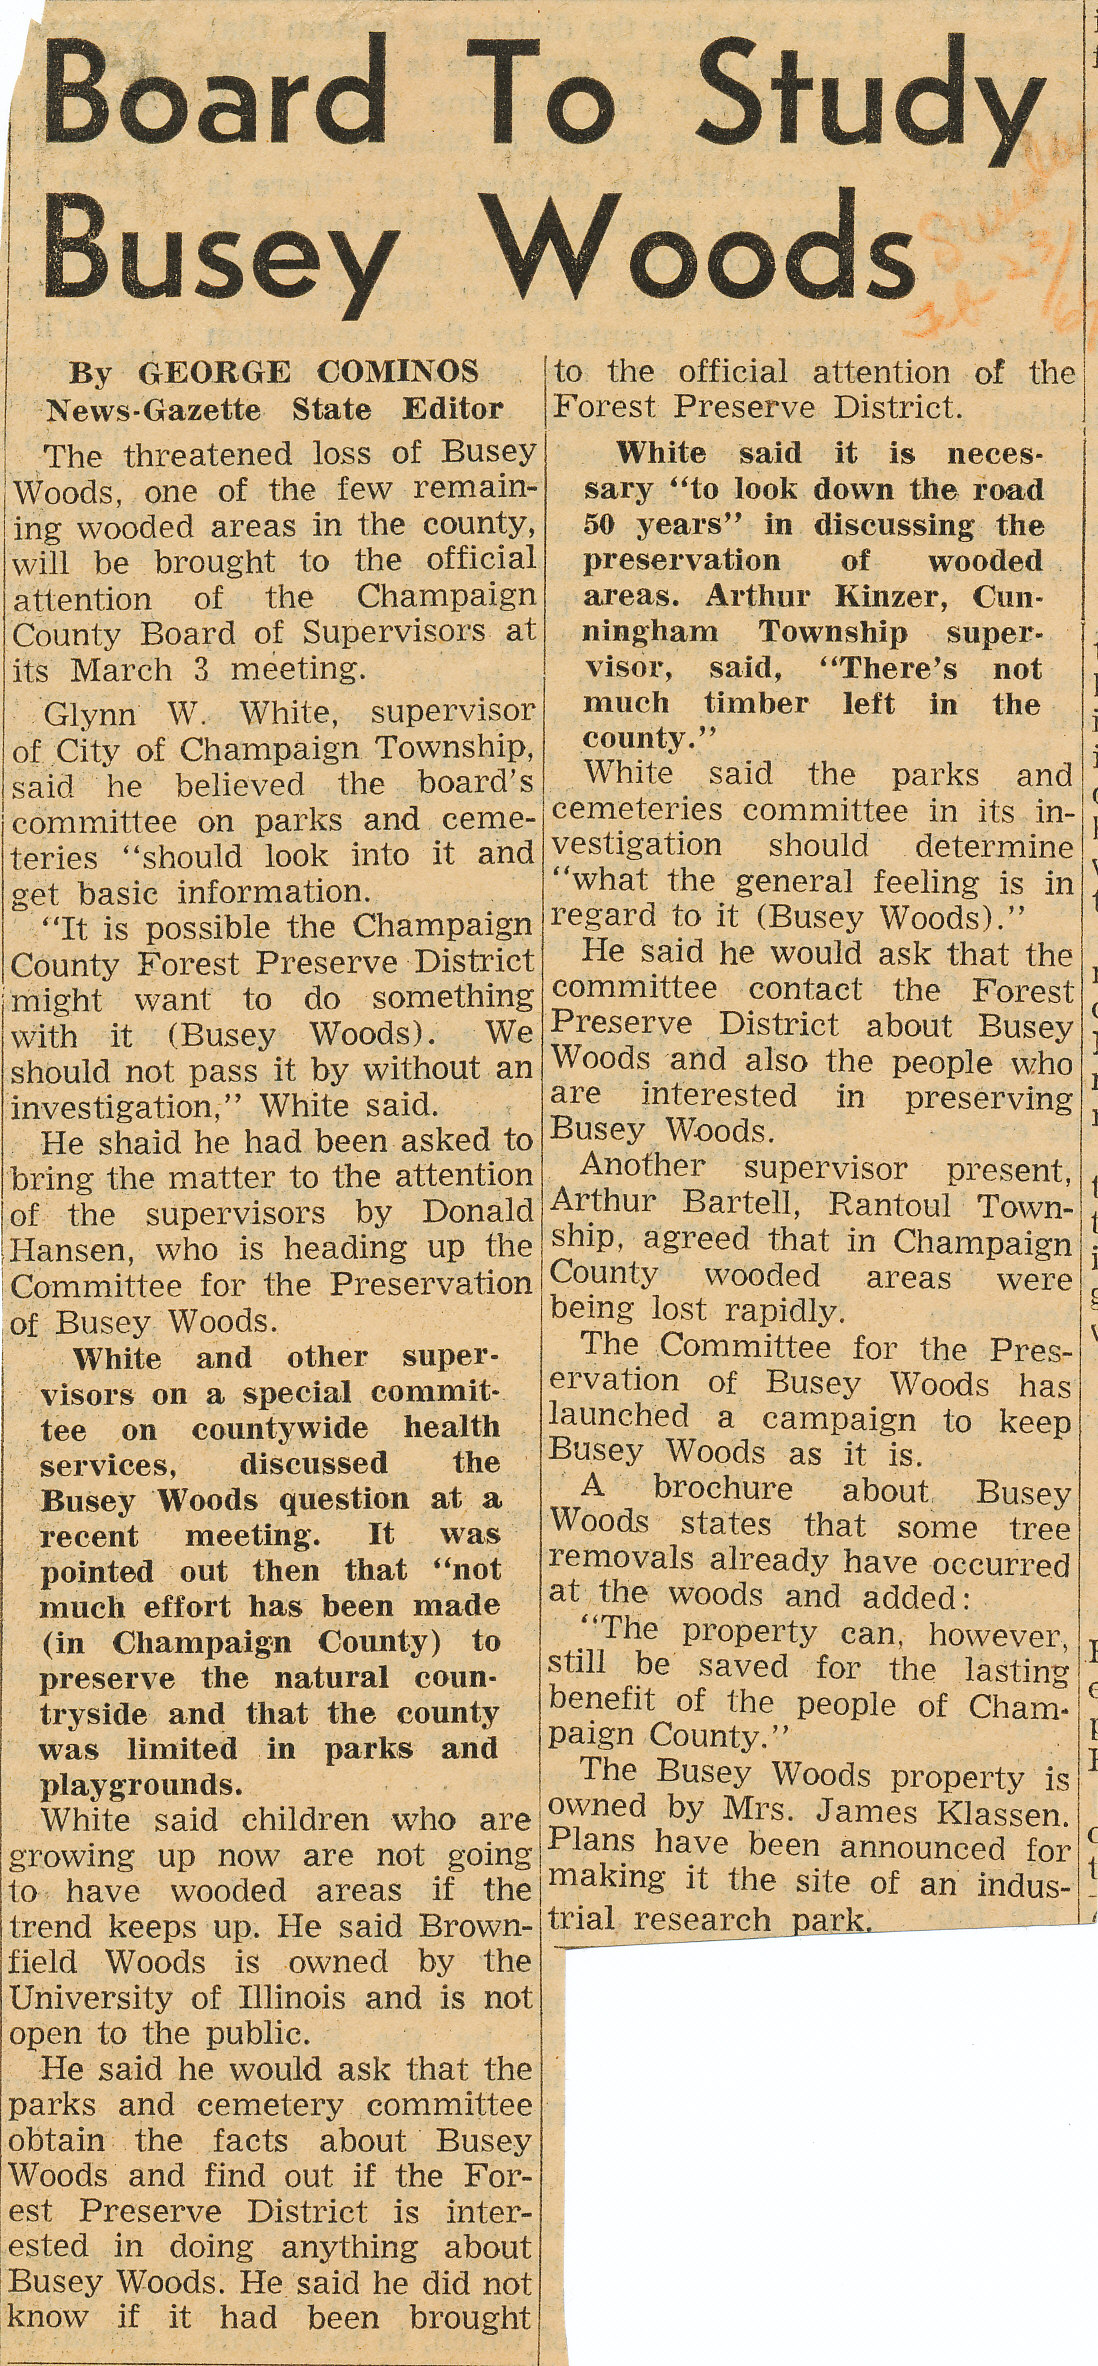 Board To Study
Busey Woods
Sunday
Feb 23/
By GEORGE COMINOS
News-Gazette State Editor
The threatened loss of Busey
Woods, one of the few remain-
ing wooded areas in the county,
will be brought to the official
attention of the Champaign
County Board of Supervisors at
its March 3 meeting.
Glynn W. White, supervisor
of City of Champaign Township,
said he believed the board's
committee on parks and ceme-
teries "should look into it and
get basic information.
"It is possible the Champaign
County Forest Preserve District
might want to do something
with it (Busey Woods). We
should not pass it by without an
investigation," White said.
He shaid he had been asked to
bring the matter to the attention
of the supervisors by Donald
Hansen, who is heading up the
Committee for the Preservation
of Busey Woods.
White and other super-
visors on a special commit-
tee on countywide health
services, discussed the
Busey Woods question at a
recent meeting. It was
pointed out then that "not
much effort has been made
(in Champaign County) to
preserve the natural coun-
tryside and that the county
was limited in parks and
playgrounds.
White said children who are
growing up now are not going
to have wooded areas if the
trend keeps up. He said Brown-
field Woods is owned by the
University of Illinois and is not
open to the public.
He said he would ask that the
parks and cemetery committee
obtain the facts about Busey
Woods and find out if the For-
est Preserve District is inter-
ested in doing anything about
Busey Woods. He said he did not
know if it had been brought
to the official attention of the
Forest Preserve District.
White said it is neces-
sary "to look down the road
50 years" in discussing the
preservation of wooded
areas. Arthur Kinzer, Cun-
ningham Township super-
visor, said, "There's not
much timber left in the
county."
White said the parks and
cemeteries committee in its in-
vestigation should determine
"what the general feeling is in
regard to it (Busey Woods)."
He said he would ask that the
committee contact the Forest
Preserve District about Busey
Woods and also the people who
are interested in preserving
Busey Woods.
Another supervisor present,
Arthur Bartell, Rantoul Town-
ship, agreed that in Champaign
County wooded areas were
being lost rapidly.
The Committee for the Pres-
ervation of Busey Woods has
launched a campaign to keep
Busey Woods as it is.
A brochure about Busey
Woods states that some tree
removals already have occurred
at the woods and added:
"The property can, however,
still be saved for the lasting
benefit of the people of Cham-
paign County."
The Busey Woods property is
owned by Mrs. James Klassen.
Plans have been announced for
making it the site of an indus-
trial research park.